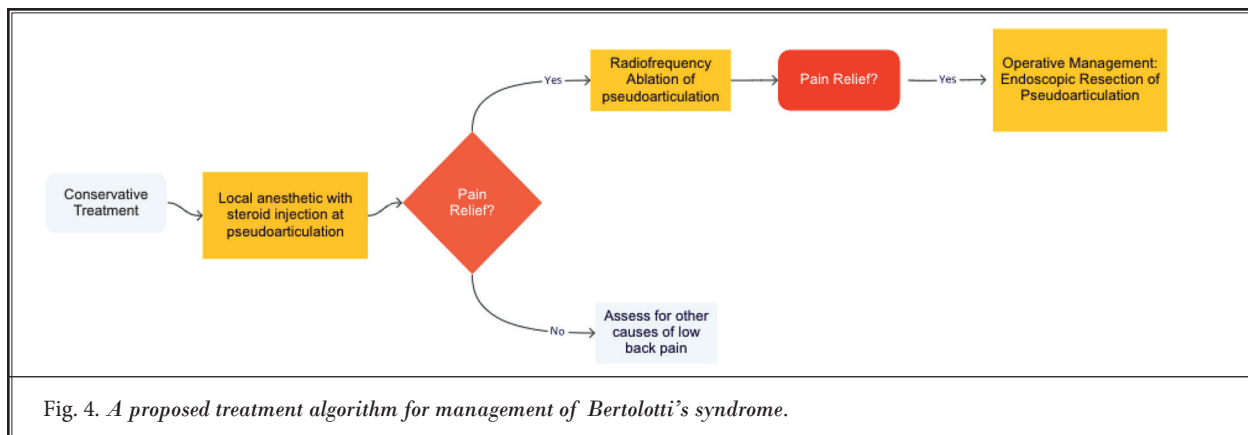 Conservative
Treatment
Local anesthetic with
steroid injection at
pseudoarticulation
Pain
Relief?
Yes
Radiofrequency
Ablation of
pseudoarticulation
Pain Relief?
Yes
Operative Management:
Endoscopic Resection of
Pseudoarticulation
No
Assess for other
causes of low
back pain
Fig. 4. A proposed treatment algorithm for management of Bertolotti's syndrome.